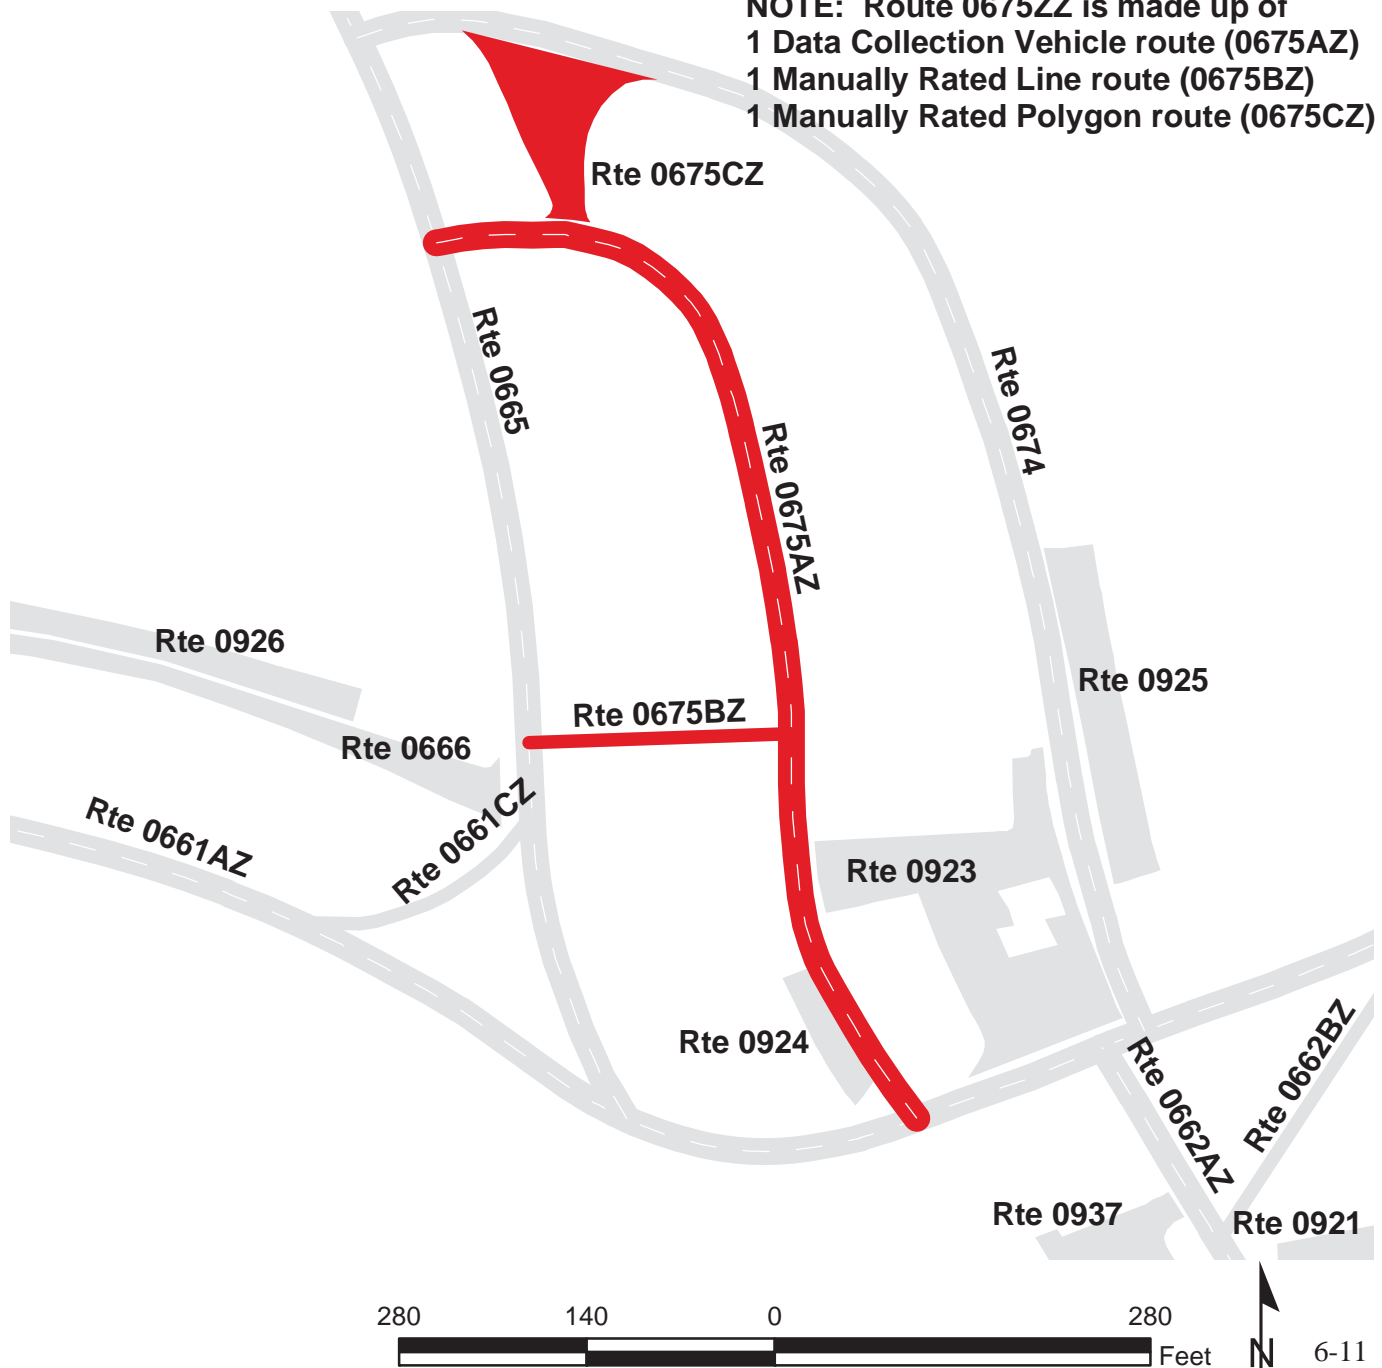 NOTE: Route 0675ZZ is made up of
1 Data Collection Vehicle route (0675AZ)
1 Manually Rated Line route (0675BZ)
1 Manually Rated Polygon route (0675CZ)
Rte 0675CZ
Rte 0665
Rte 0674
Rte 0675AZ
Rte 0926
Rte 0925
Rte 0675BZ
Rte 0666
Rte 0661CZ
Rte 0661AZ
Rte 0923
Rte 0924
Rte 0662BZ
Rte 0662AZ
Rte 0937
Rte 0921
280 140 0 280
Feet
N
6-11